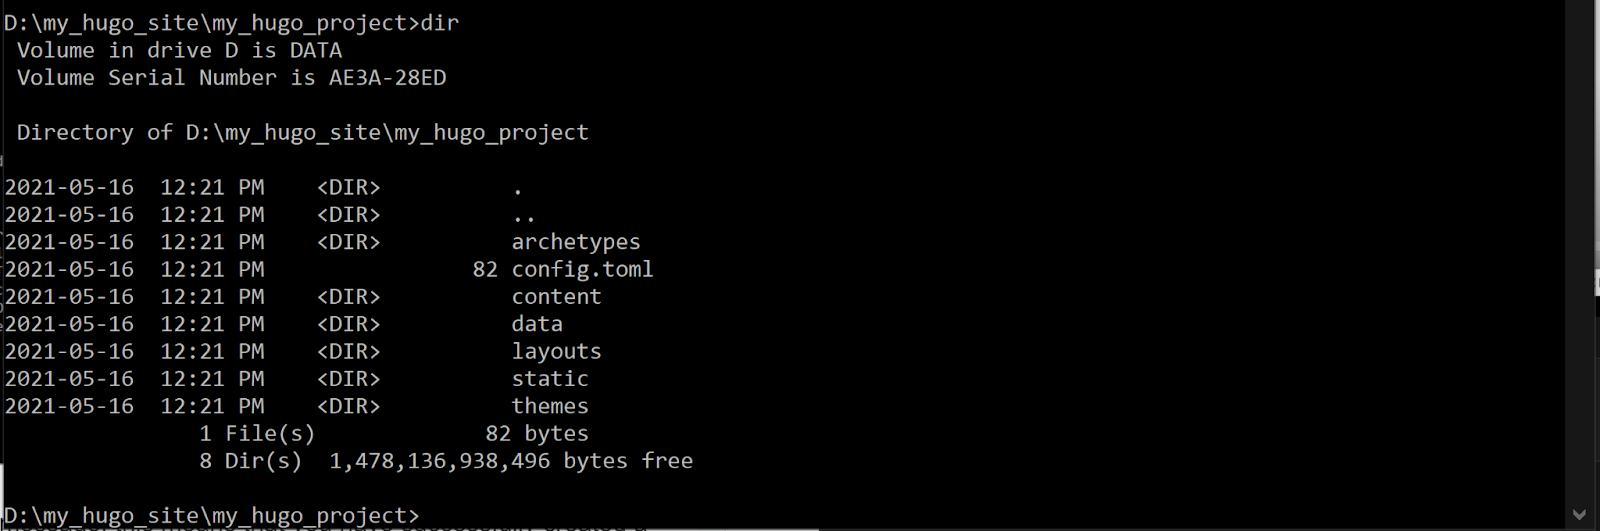 D:\my_hugo_site\my_hugo_project>dir
 Volume in drive D is DATA
 Volume Serial Number is AE3A-28ED

 Directory of D:\my_hugo_site\my_hugo_project

2021-05-16  12:21 PM    <DIR>          .
2021-05-16  12:21 PM    <DIR>          ..
2021-05-16  12:21 PM    <DIR>          archetypes
2021-05-16  12:21 PM                82 config.toml
2021-05-16  12:21 PM    <DIR>          content
2021-05-16  12:21 PM    <DIR>          data
2021-05-16  12:21 PM    <DIR>          layouts
2021-05-16  12:21 PM    <DIR>          static
2021-05-16  12:21 PM    <DIR>          themes
               1 File(s)             82 bytes
               8 Dir(s)  1,478,136,938,496 bytes free

D:\my_hugo_site\my_hugo_project>